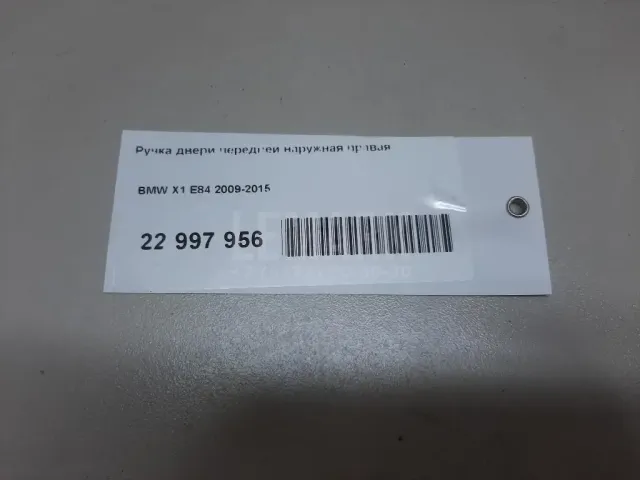 Ручка двери передней наружная правая
BMW X1 E84 2009-2015
22 997 956